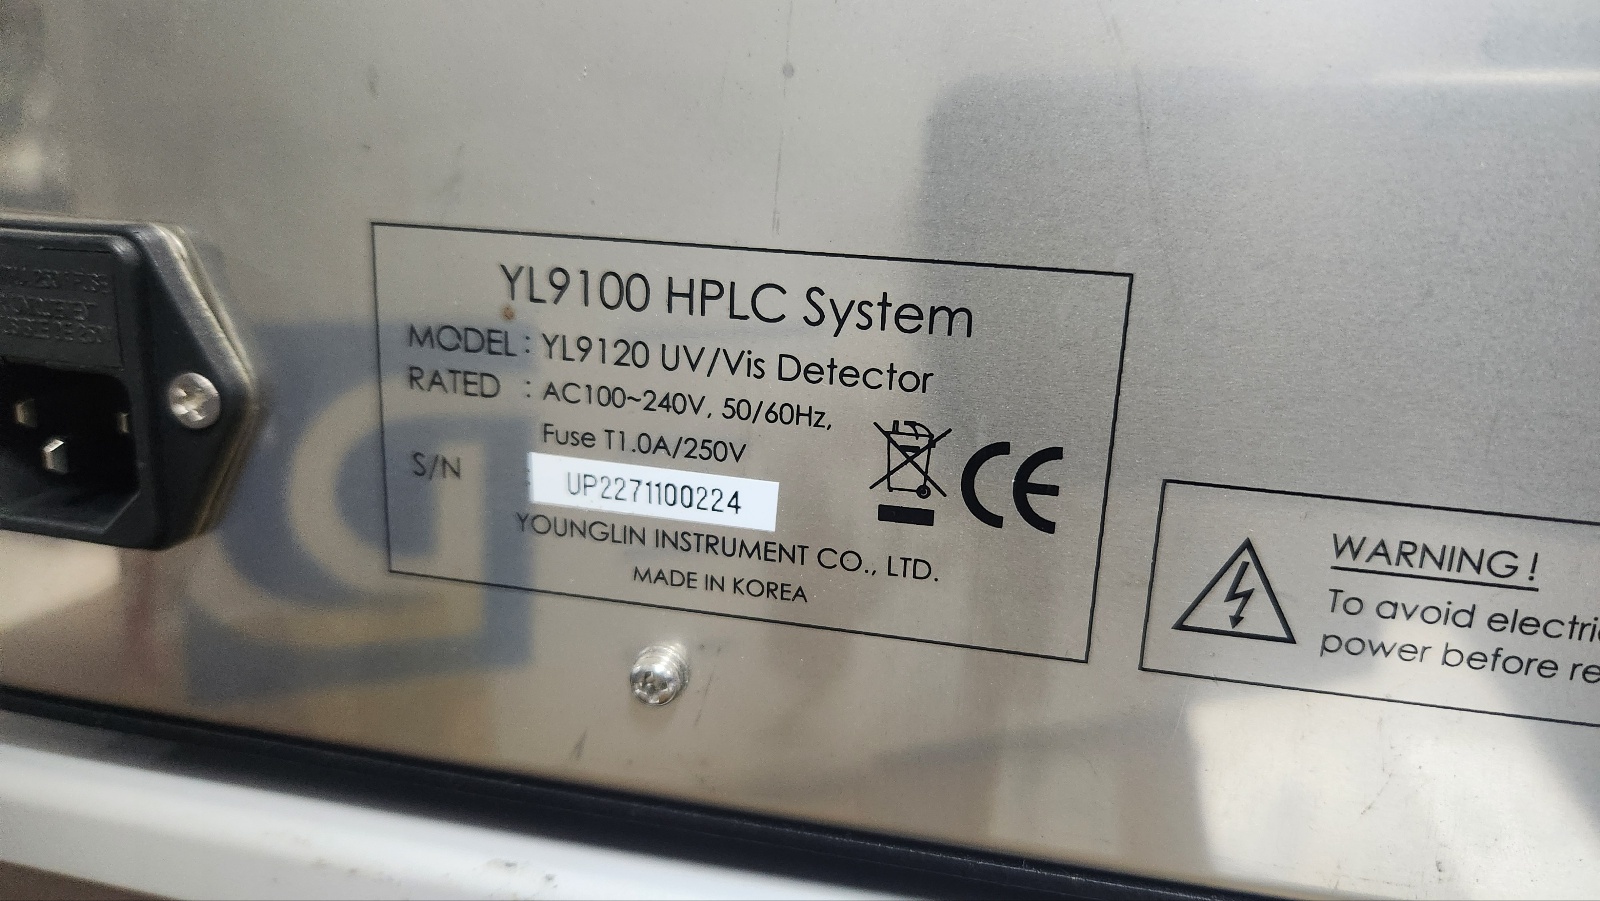 YL9100 HPLC System
MODEL : YL9120 UV/Vis Detector
RATED : AC100~240V, 50/60Hz,
Fuse T1.0A/250V
S/N : UP2271100224
YOUNGLIN INSTRUMENT CO., LTD.
MADE IN KOREA
CE
WARNING!
To avoid electri
power before re